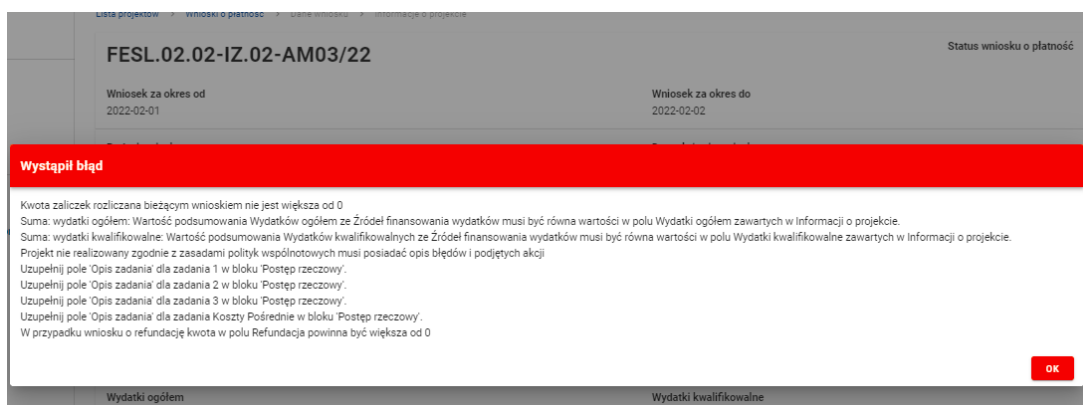 Lista projektów > Wnioski o płatność > Dane wniosku > Informacje o projekcie
FESL.02.02-IZ.02-AM03/22
Status wniosku o płatność
Wniosek za okres od
Wniosek za okres do
2022-02-01
2022-02-02
Wystąpił błąd
Kwota zaliczek rozliczana bieżącym wnioskiem nie jest większa od 0
Suma: wydatki ogółem: Wartość podsumowania Wydatków ogółem ze Źródeł finansowania wydatków musi być równa wartości w polu Wydatki ogółem zawartych w Informacji o projekcie.
Suma: wydatki kwalifikowalne: Wartość podsumowania Wydatków kwalifikowalnych ze Źródeł finansowania wydatków musi być równa wartości w polu Wydatki kwalifikowalne zawartych w Informacji o projekcie.
Projekt nie realizowany zgodnie z zasadami polityk wspólnotowych musi posiadać opis błędów i podjętych akcji
Uzupełnij pole 'Opis zadania' dla zadania 1 w bloku 'Postęp rzeczowy'.
Uzupełnij pole 'Opis zadania' dla zadania 2 w bloku 'Postęp rzeczowy'.
Uzupełnij pole 'Opis zadania' dla zadania 3 w bloku 'Postęp rzeczowy'.
Uzupełnij pole 'Opis zadania' dla zadania Koszty Pośrednie w bloku 'Postęp rzeczowy'.
W przypadku wniosku o refundację kwota w polu Refundacja powinna być większa od 0
OK
Wydatki ogółem
Wydatki kwalifikowalne